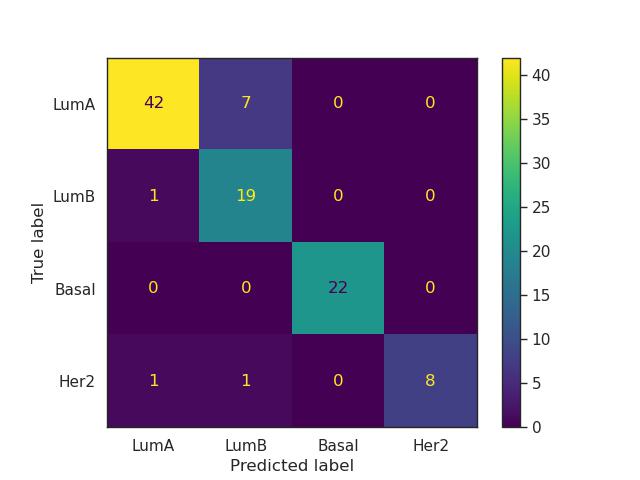 True label
LumA 42 7 0 0
LumB 1 19 0 0
Basal 0 0 22 0
Her2 1 1 0 8
LumA LumB Basal Her2
Predicted label
40
35
30
25
20
15
10
5
0